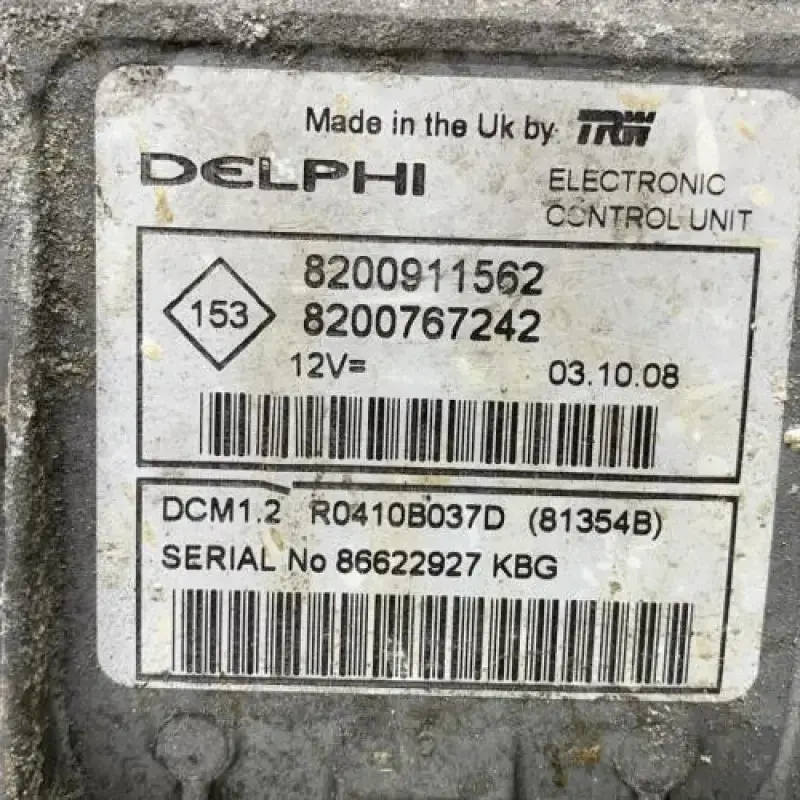 Made in the Uk by TRW
DELPHI
ELECTRONIC
CONTROL UNIT
153
8200911562
8200767242
12V=
03.10.08
DCM1.2 R0410B037D (81354B)
SERIAL No 86622927 KBG